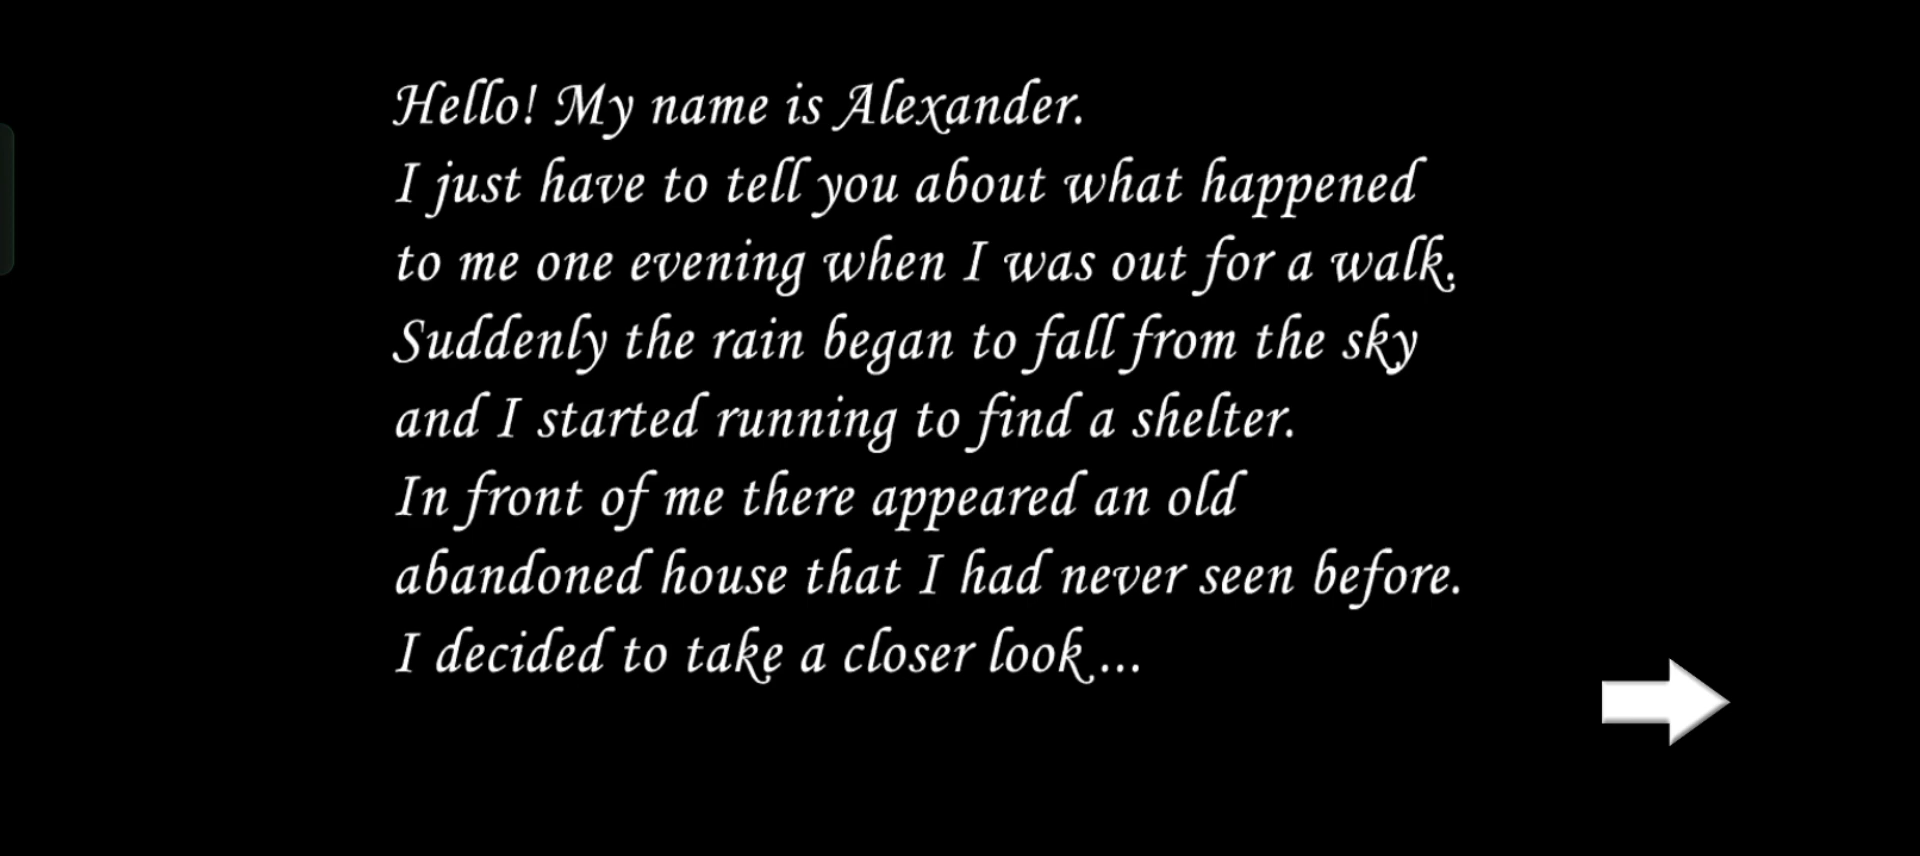 Hello! My name is Alexander.
I just have to tell you about what happened
to me one evening when I was out for a walk.
Suddenly the rain began to fall from the sky
and I started running to find a shelter.
In front of me there appeared an old
abandoned house that I had never seen before.
I decided to take a closer look...